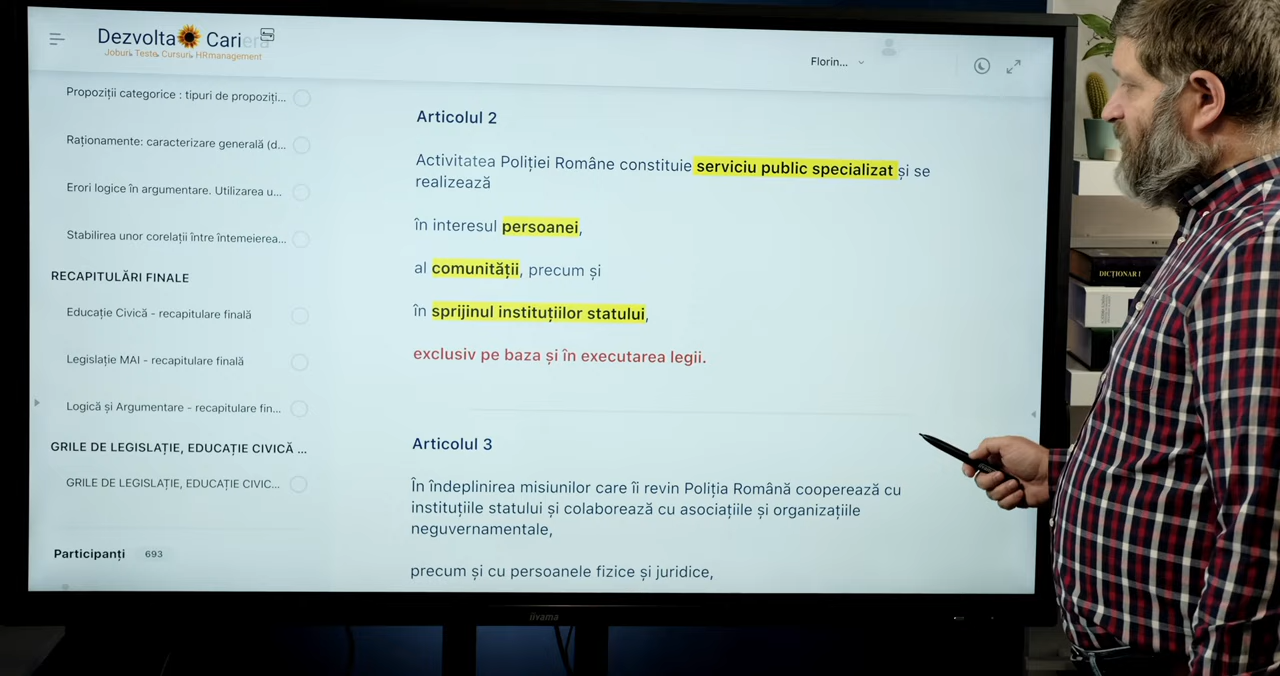 Dezvolta Cariera
Joburi, Teste, Cursuri, HRmanagement
Florin...
Propoziții categorice : tipuri de propoziți...
Raționamente: caracterizare generală (d...
Erori logice în argumentare. Utilizarea u...
Stabilirea unor corelații între întemeierea...
RECAPITULĂRI FINALE
Educație Civică - recapitulare finală
Legislație MAI - recapitulare finală
Logică și Argumentare - recapitulare fin...
GRILE DE LEGISLAȚIE, EDUCAȚIE CIVICĂ ...
GRILE DE LEGISLAȚIE, EDUCAȚIE CIVIC...
Participanți 693
Articolul 2
Activitatea Poliției Române constituie serviciu public specializat și se
realizează
în interesul persoanei,
al comunității, precum și
în sprijinul instituțiilor statului,
exclusiv pe baza și în executarea legii.
Articolul 3
În îndeplinirea misiunilor care îi revin Poliția Română cooperează cu
instituțiile statului și colaborează cu asociațiile și organizațiile
neguvernamentale,
precum și cu persoanele fizice și juridice,
iiyama
DICȚIONAR